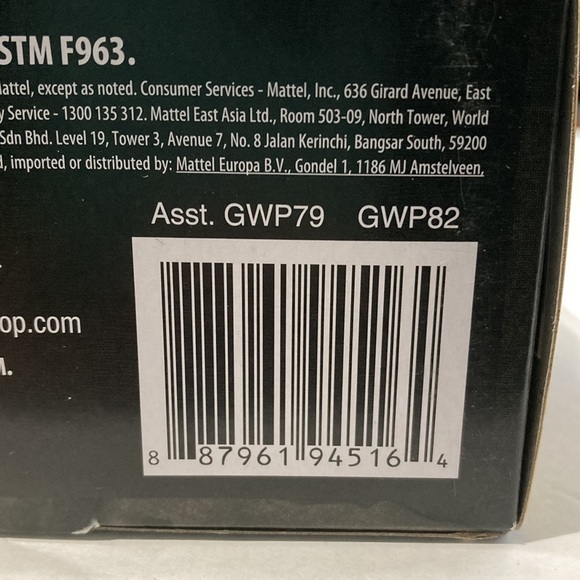 STM F963.
Mattel, except as noted. Consumer Services - Mattel, Inc., 636 Girard Avenue, East
y Service - 1300 135 312. Mattel East Asia Ltd., Room 503-09, North Tower, World
Sdn Bhd. Level 19, Tower 3, Avenue 7, No. 8 Jalan Kerinchi, Bangsar South, 59200
d, imported or distributed by: Mattel Europa B.V., Gondel 1, 1186 MJ Amstelveen,
Asst. GWP79 GWP82
op.com
M.
8 87961 94516 4